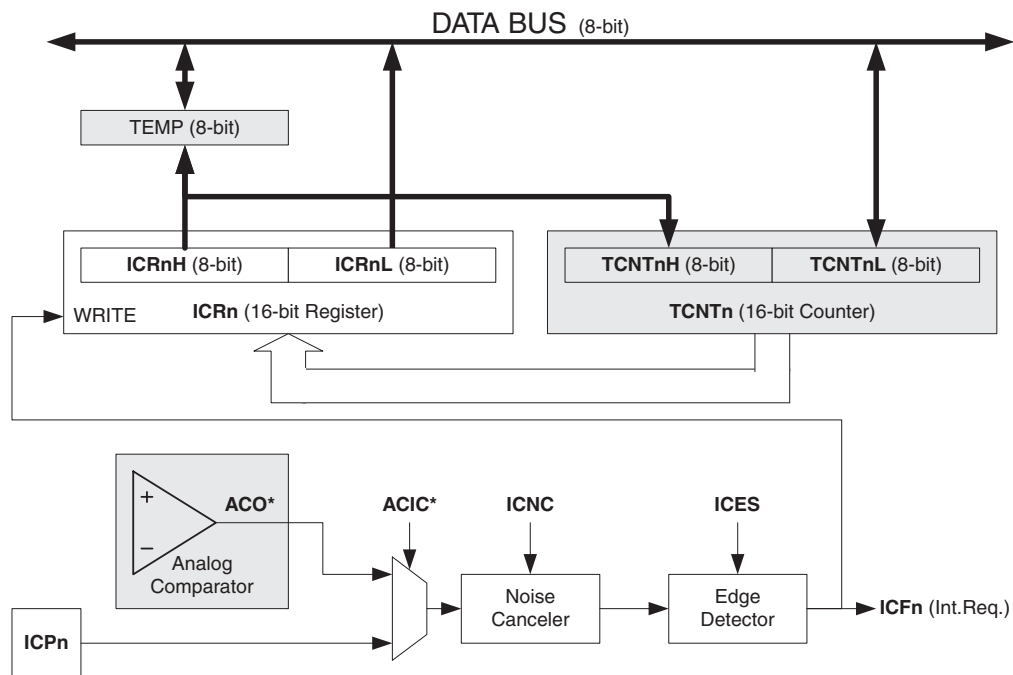 DATA BUS (8-bit)
TEMP (8-bit)
ICRnH (8-bit) ICRnL (8-bit)
TCNTnH (8-bit) TCNTnL (8-bit)
WRITE
ICRn (16-bit Register)
TCNTn (16-bit Counter)
+
−
ACO*
Analog
Comparator
ACIC*
ICNC
ICES
Noise
Canceler
Edge
Detector
ICFn (Int.Req.)
ICPn